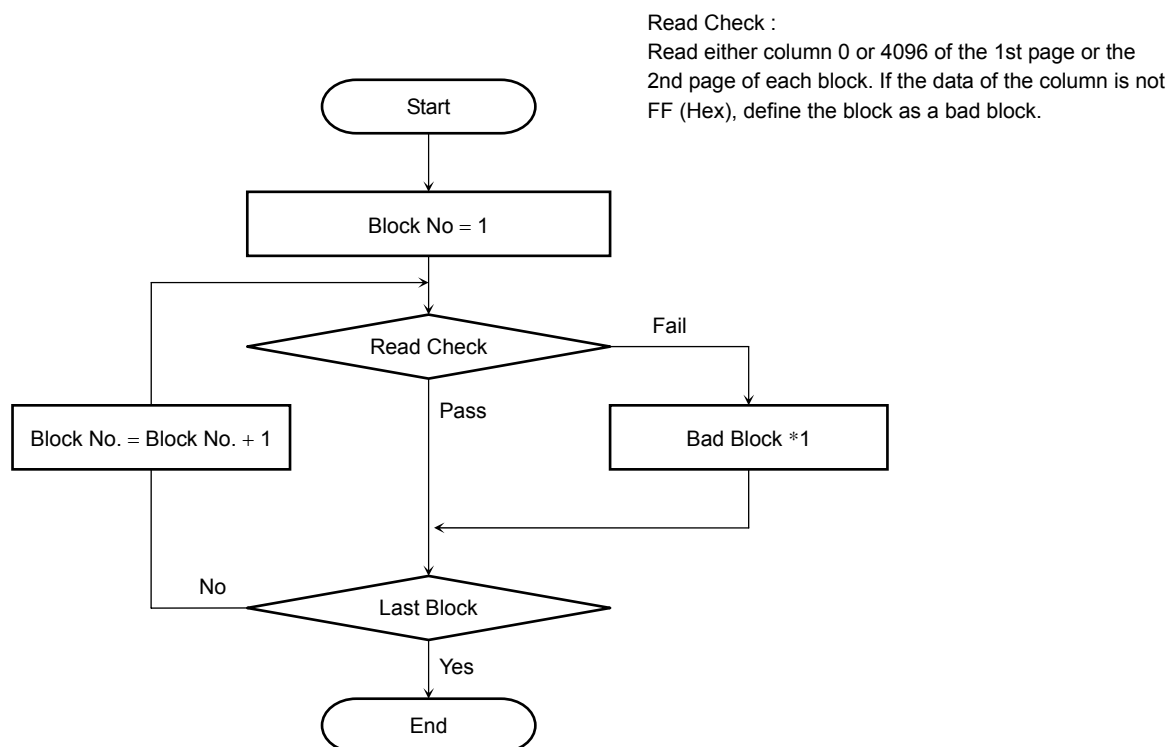 Read Check :
Read either column 0 or 4096 of the 1st page or the
2nd page of each block. If the data of the column is not
FF (Hex), define the block as a bad block.
Start
Block No = 1
Read Check
Fail
Pass
Block No. = Block No. + 1
Bad Block *1
No
Last Block
Yes
End